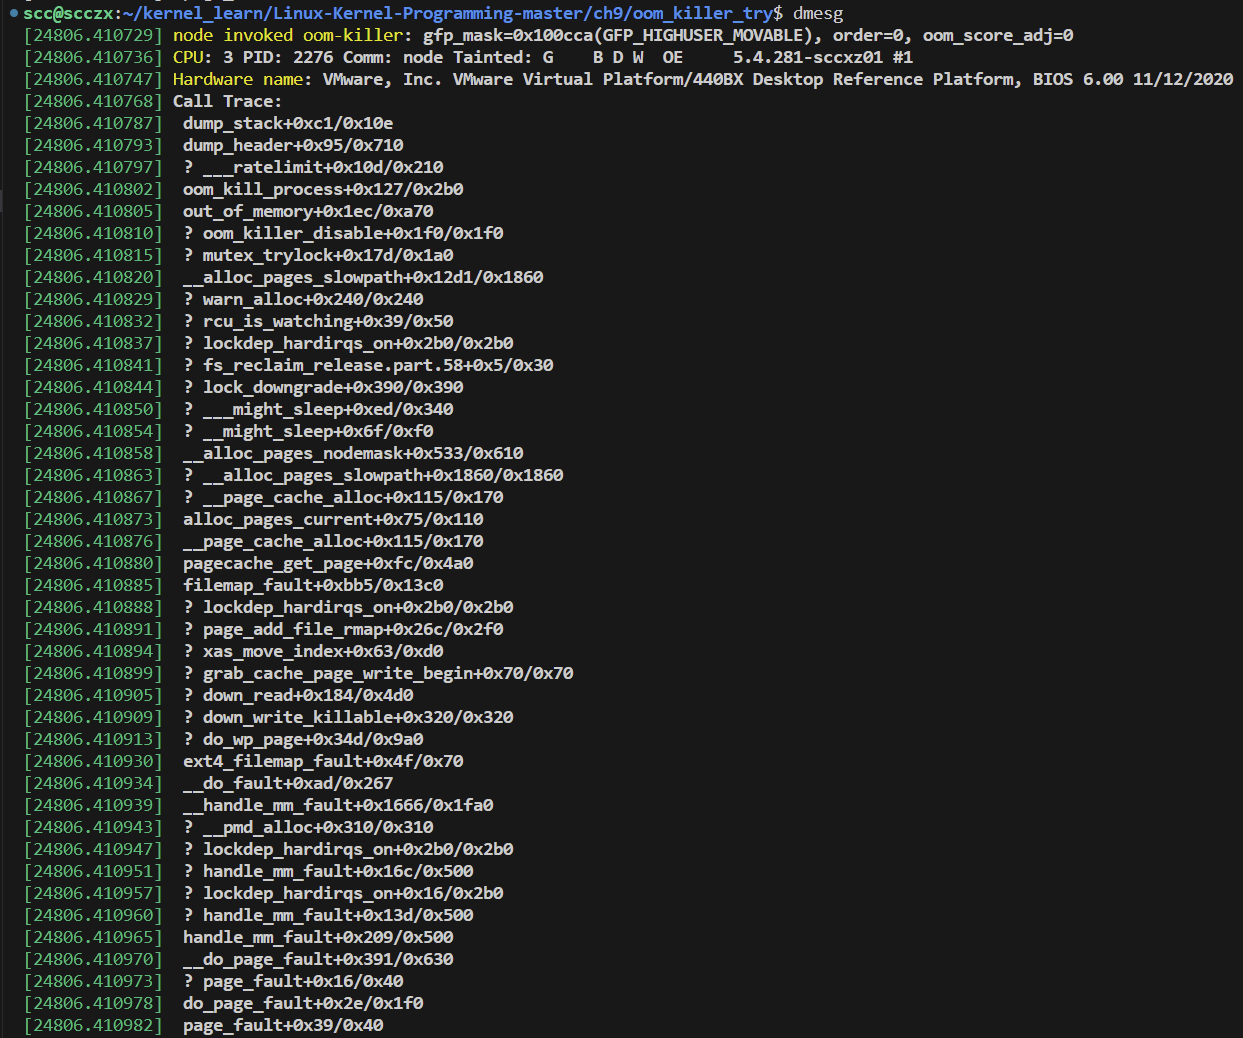 scc@scczx:~/kernel_learn/Linux-Kernel-Programming-master/ch9/oom_killer_try$ dmesg
[24806.410729] node invoked oom-killer: gfp_mask=0x100cca(GFP_HIGHUSER_MOVABLE), order=0, oom_score_adj=0
[24806.410736] CPU: 3 PID: 2276 Comm: node Tainted: G    B D W  OE     5.4.281-sccxz01 #1
[24806.410747] Hardware name: VMware, Inc. VMware Virtual Platform/440BX Desktop Reference Platform, BIOS 6.00 11/12/2020
[24806.410768] Call Trace:
[24806.410787]  dump_stack+0xc1/0x10e
[24806.410793]  dump_header+0x95/0x710
[24806.410797]  ? ___ratelimit+0x10d/0x210
[24806.410802]  oom_kill_process+0x127/0x2b0
[24806.410805]  out_of_memory+0x1ec/0xa70
[24806.410810]  ? oom_killer_disable+0x1f0/0x1f0
[24806.410815]  ? mutex_trylock+0x17d/0x1a0
[24806.410820]  __alloc_pages_slowpath+0x12d1/0x1860
[24806.410829]  ? warn_alloc+0x240/0x240
[24806.410832]  ? rcu_is_watching+0x39/0x50
[24806.410837]  ? lockdep_hardirqs_on+0x2b0/0x2b0
[24806.410841]  ? fs_reclaim_release.part.58+0x5/0x30
[24806.410844]  ? lock_downgrade+0x390/0x390
[24806.410850]  ? ___might_sleep+0xed/0x340
[24806.410854]  ? __might_sleep+0x6f/0xf0
[24806.410858]  __alloc_pages_nodemask+0x533/0x610
[24806.410863]  ? __alloc_pages_slowpath+0x1860/0x1860
[24806.410867]  ? __page_cache_alloc+0x115/0x170
[24806.410873]  alloc_pages_current+0x75/0x110
[24806.410876]  __page_cache_alloc+0x115/0x170
[24806.410880]  pagecache_get_page+0xfc/0x4a0
[24806.410885]  filemap_fault+0xbb5/0x13c0
[24806.410888]  ? lockdep_hardirqs_on+0x2b0/0x2b0
[24806.410891]  ? page_add_file_rmap+0x26c/0x2f0
[24806.410894]  ? xas_move_index+0x63/0xd0
[24806.410899]  ? grab_cache_page_write_begin+0x70/0x70
[24806.410905]  ? down_read+0x184/0x4d0
[24806.410909]  ? down_write_killable+0x320/0x320
[24806.410913]  ? do_wp_page+0x34d/0x9a0
[24806.410930]  ext4_filemap_fault+0x4f/0x70
[24806.410934]  __do_fault+0xad/0x267
[24806.410939]  __handle_mm_fault+0x1666/0x1fa0
[24806.410943]  ? __pmd_alloc+0x310/0x310
[24806.410947]  ? lockdep_hardirqs_on+0x2b0/0x2b0
[24806.410951]  ? handle_mm_fault+0x16c/0x500
[24806.410957]  ? lockdep_hardirqs_on+0x16/0x2b0
[24806.410960]  ? handle_mm_fault+0x13d/0x500
[24806.410965]  handle_mm_fault+0x209/0x500
[24806.410970]  __do_page_fault+0x391/0x630
[24806.410973]  ? page_fault+0x16/0x40
[24806.410978]  do_page_fault+0x2e/0x1f0
[24806.410982]  page_fault+0x39/0x40